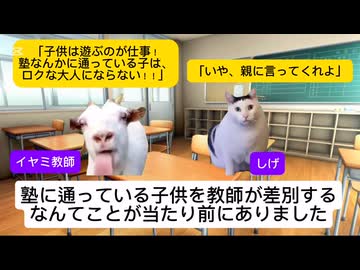 「子供は遊ぶのが仕事！
塾なんかに通っている子は、
ロクな大人にならない！！」
「いや、親に言ってくれよ」
イヤミ教師
しげ
塾に通っている子供を教師が差別する
なんてことが当たり前にありました